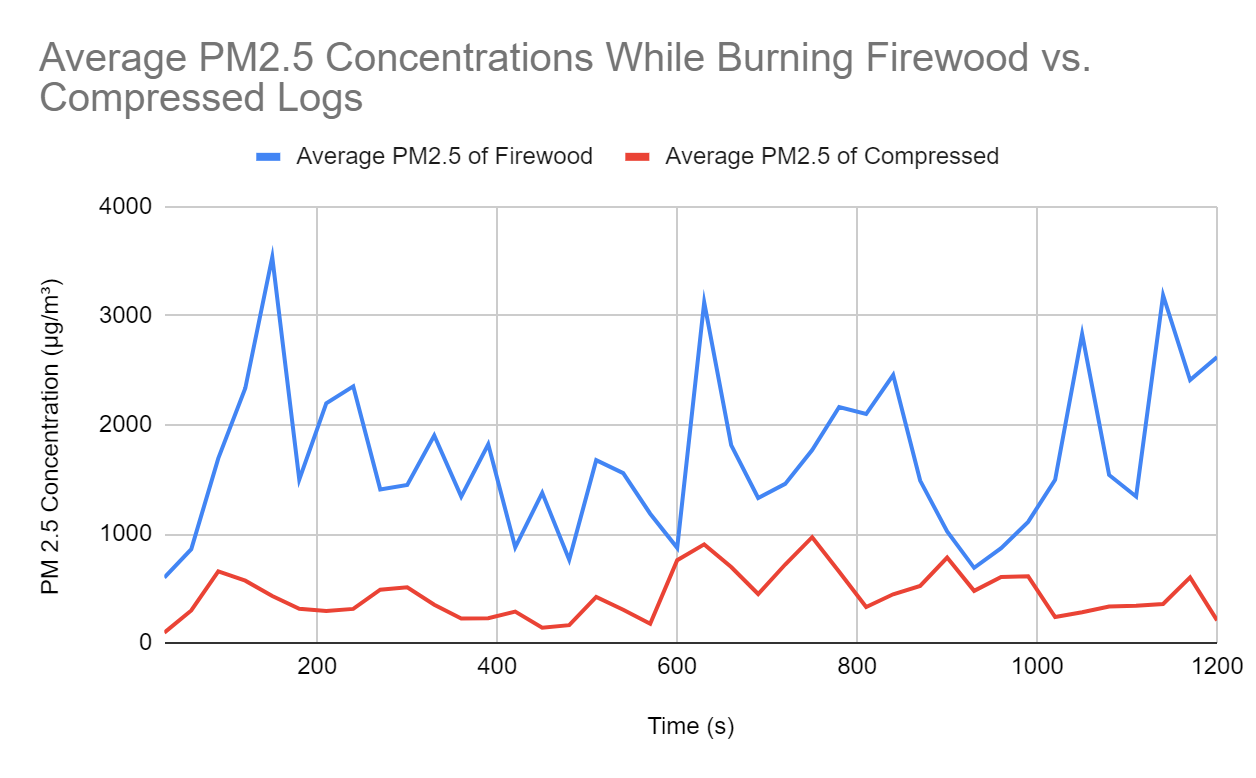 Average PM2.5 Concentrations While Burning Firewood vs.
Compressed Logs
Average PM2.5 of Firewood Average PM2.5 of Compressed
4000
3000
2000
1000
0
PM 2.5 Concentration (µg/m³)
200 400 600 800 1000 1200
Time (s)